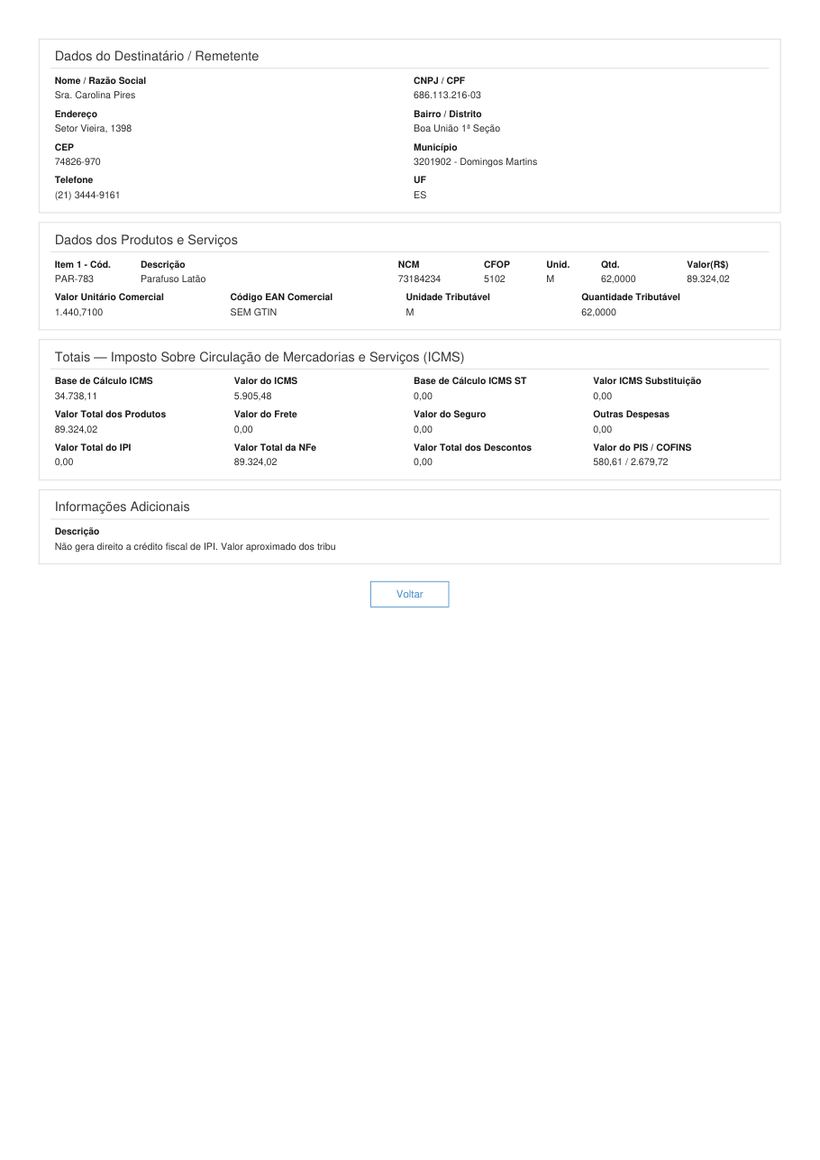 Dados do Destinatário / Remetente
Nome / Razão Social CNPJ / CPF
Sra. Carolina Pires 686.113.216-03
Endereço Bairro / Distrito
Setor Vieira, 1398 Boa União 1ª Seção
CEP Município
74826-970 3201902 - Domingos Martins
Telefone UF
(21) 3444-9161 ES
Dados dos Produtos e Serviços
Item 1 - Cód. Descrição NCM CFOP Unid. Qtd. Valor(R$)
PAR-783 Parafuso Latão 73184234 5102 M 62,0000 89.324,02
Valor Unitário Comercial Código EAN Comercial Unidade Tributável Quantidade Tributável
1.440,7100 SEM GTIN M 62,0000
Totais — Imposto Sobre Circulação de Mercadorias e Serviços (ICMS)
Base de Cálculo ICMS Valor do ICMS Base de Cálculo ICMS ST Valor ICMS Substituição
34.738,11 5.905,48 0,00 0,00
Valor Total dos Produtos Valor do Frete Valor do Seguro Outras Despesas
89.324,02 0,00 0,00 0,00
Valor Total do IPI Valor Total da NFe Valor Total dos Descontos Valor do PIS / COFINS
0,00 89.324,02 0,00 580,61 / 2.679,72
Informações Adicionais
Descrição
Não gera direito a crédito fiscal de IPI. Valor aproximado dos tribu
Voltar